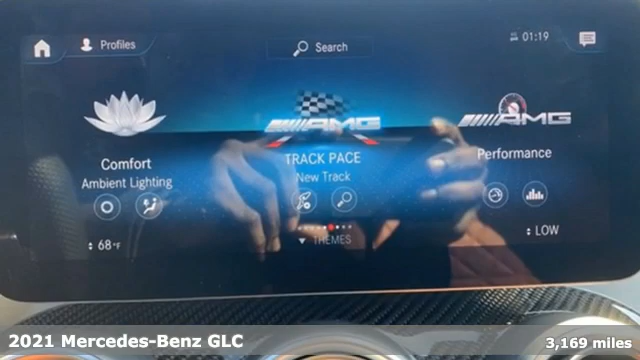 Profiles
Search
01:19
AMG
AMG
Comfort
Ambient Lighting
TRACK PACE
New Track
Performance
68°F
THEMES
LOW
2021 Mercedes-Benz GLC
3,169 miles